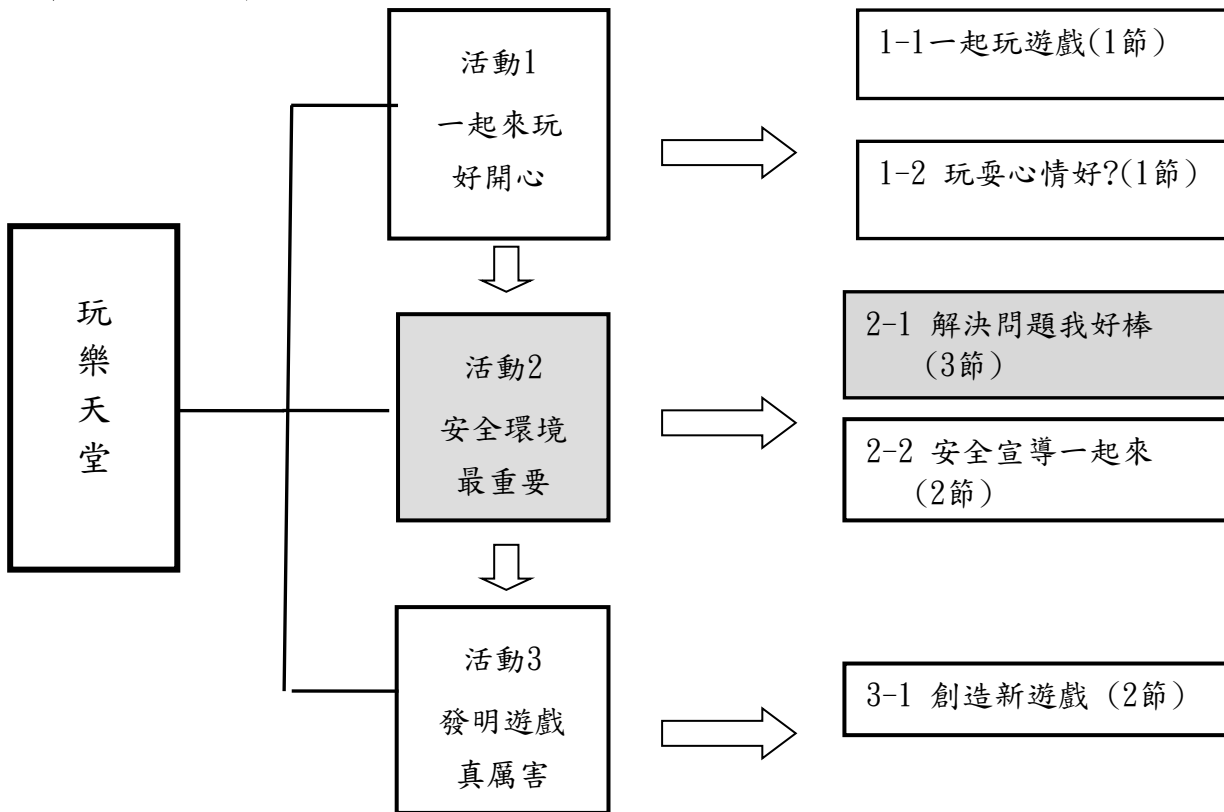 玩
樂
天
堂
活動1
一起來玩
好開心
1-1一起玩遊戲(1節)
1-2 玩耍心情好?(1節)
活動2
安全環境
最重要
2-1 解決問題我好棒
(3節)
2-2 安全宣導一起來
(2節)
活動3
發明遊戲
真厲害
3-1 創造新遊戲 (2節)